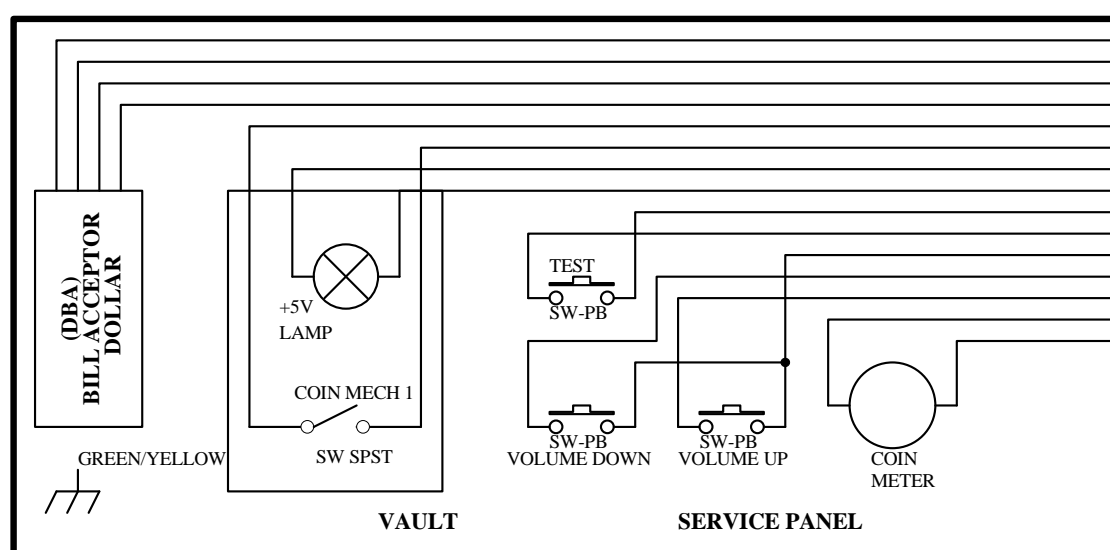 DOLLAR
BILL ACCEPTOR
(DBA)
GREEN/YELLOW
+5V
LAMP
COIN MECH 1
SW SPST
VAULT
TEST
SW-PB
SW-PB
VOLUME DOWN
SW-PB
VOLUME UP
COIN
METER
SERVICE PANEL